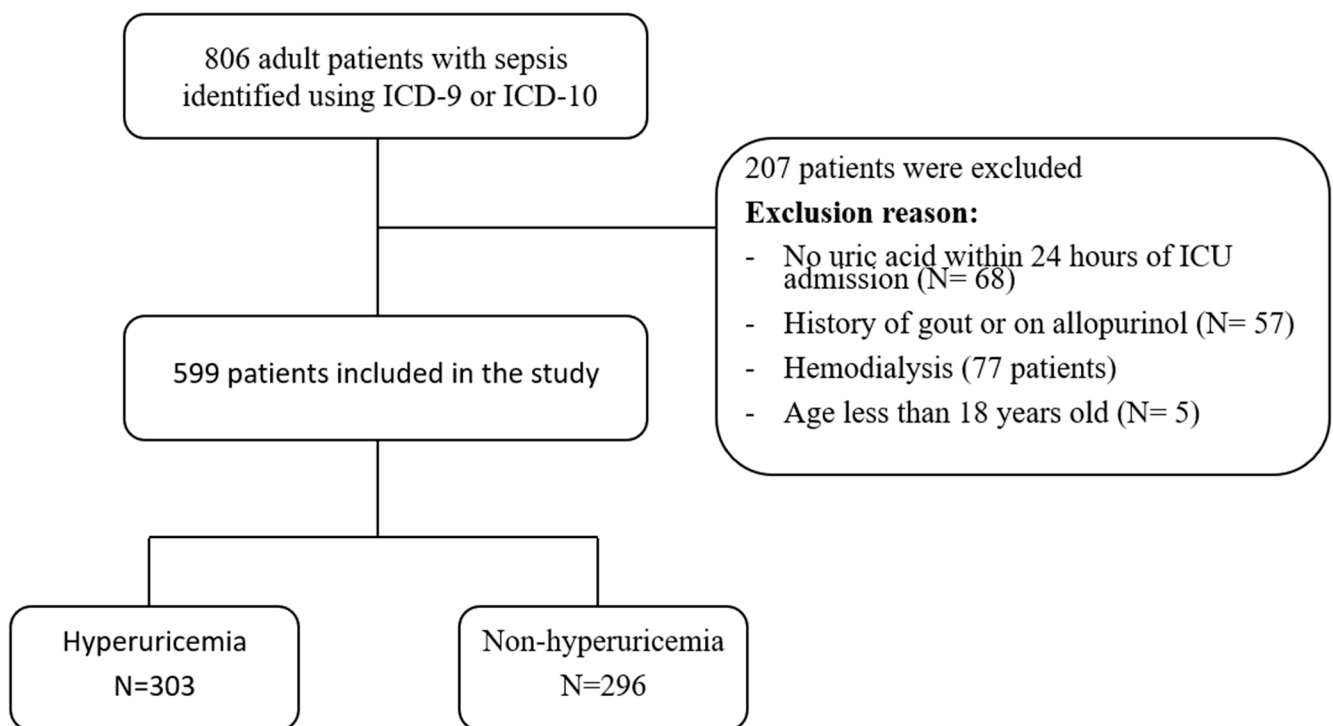 806 adult patients with sepsis
identified using ICD-9 or ICD-10
207 patients were excluded
Exclusion reason:
- No uric acid within 24 hours of ICU
admission (N= 68)
- History of gout or on allopurinol (N= 57)
- Hemodialysis (77 patients)
- Age less than 18 years old (N= 5)
599 patients included in the study
Hyperuricemia
N=303
Non-hyperuricemia
N=296